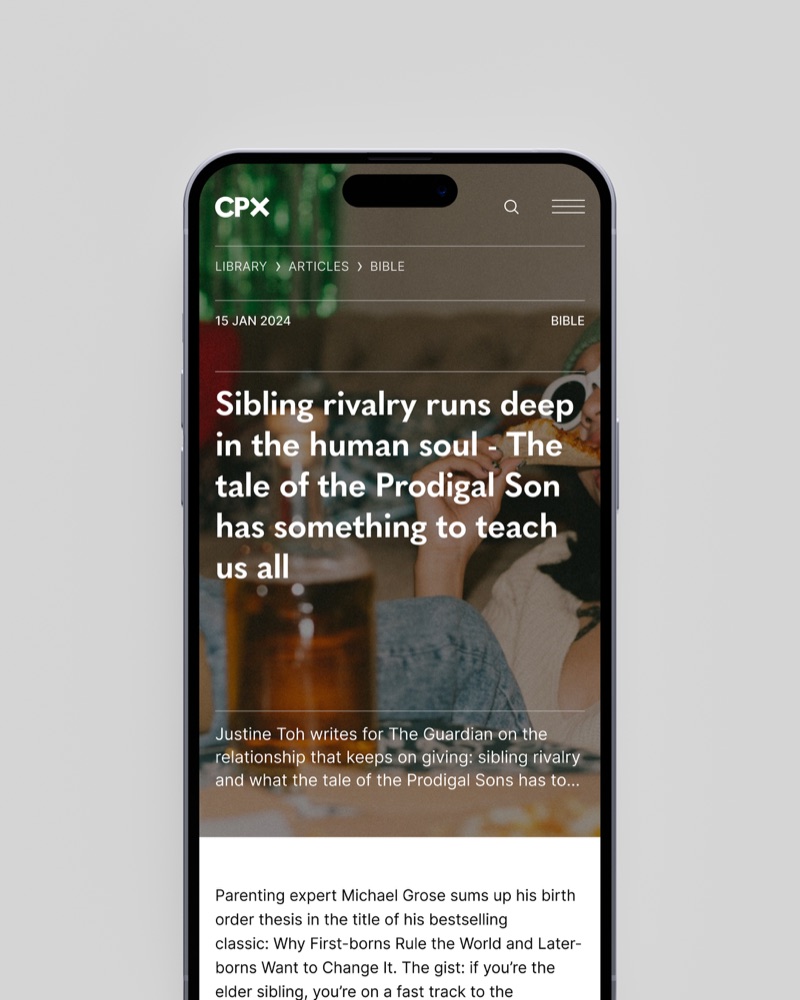 CPX
LIBRARY › ARTICLES › BIBLE
15 JAN 2024 BIBLE
Sibling rivalry runs deep
in the human soul - The
tale of the Prodigal Son
has something to teach
us all
Justine Toh writes for The Guardian on the
relationship that keeps on giving: sibling rivalry
and what the tale of the Prodigal Sons has to...
Parenting expert Michael Grose sums up his birth
order thesis in the title of his bestselling
classic: Why First-borns Rule the World and Later-
borns Want to Change It. The gist: if you’re the
elder sibling, you’re on a fast track to the